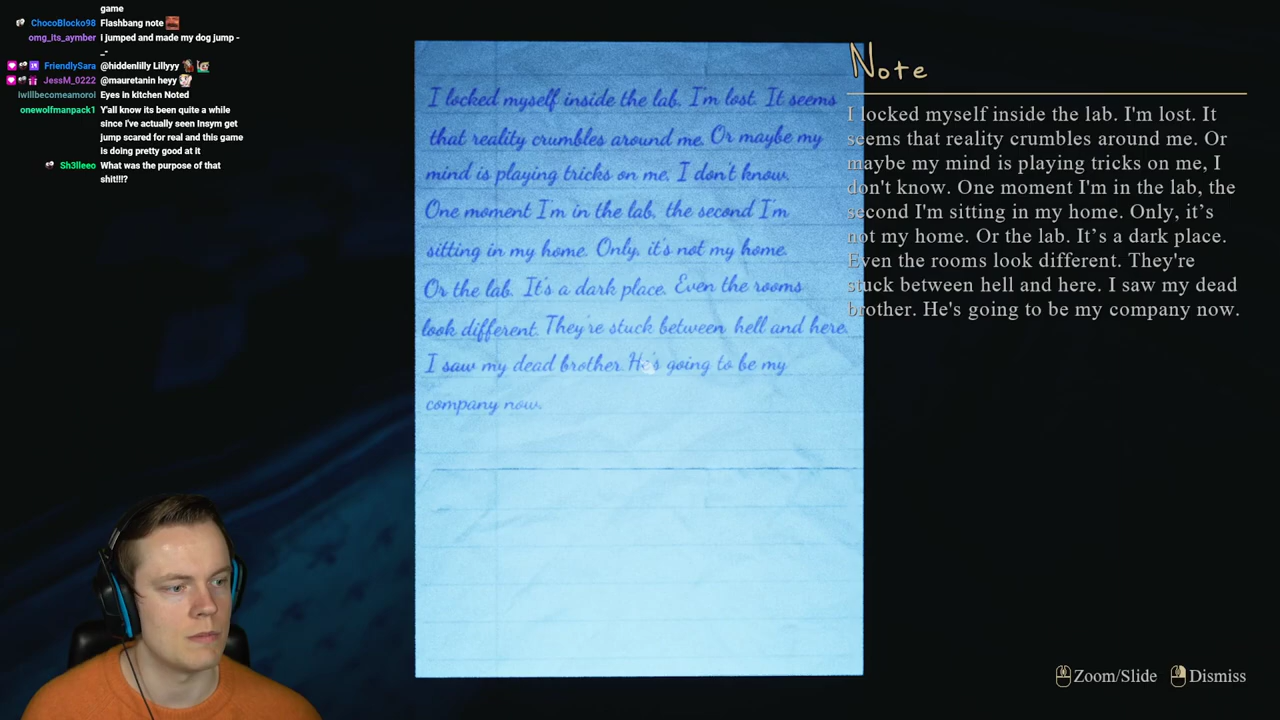 game
ChocoBlocko98 Flashbang note
omg_Its_aymber i jumped and made my dog jump -
_-
FriendlySara @hiddenlilly Lillyyy
JessM_0222 @mauretanin heyy
iwillbecomeamoroi Eyes in kitchen Noted
onewolfmanpack1 Y'all know its been quite a while
since I've actually seen Insym get
jump scared for real and this game
is doing pretty good at it
Sh3lleeo What was the purpose of that
shit!!!?
I locked myself inside the lab. I'm lost. It seems
that reality crumbles around me. Or maybe my
mind is playing tricks on me, I don't know.
One moment I'm in the lab, the second I'm
sitting in my home. Only, it's not my home.
Or the lab. It's a dark place. Even the rooms
look different. They're stuck between hell and here.
I saw my dead brother. He's going to be my
company now.
Note
I locked myself inside the lab. I'm lost. It
seems that reality crumbles around me. Or
maybe my mind is playing tricks on me, I
don't know. One moment I'm in the lab, the
second I'm sitting in my home. Only, it’s
not my home. Or the lab. It’s a dark place.
Even the rooms look different. They're
stuck between hell and here. I saw my dead
brother. He's going to be my company now.
Zoom/Slide Dismiss